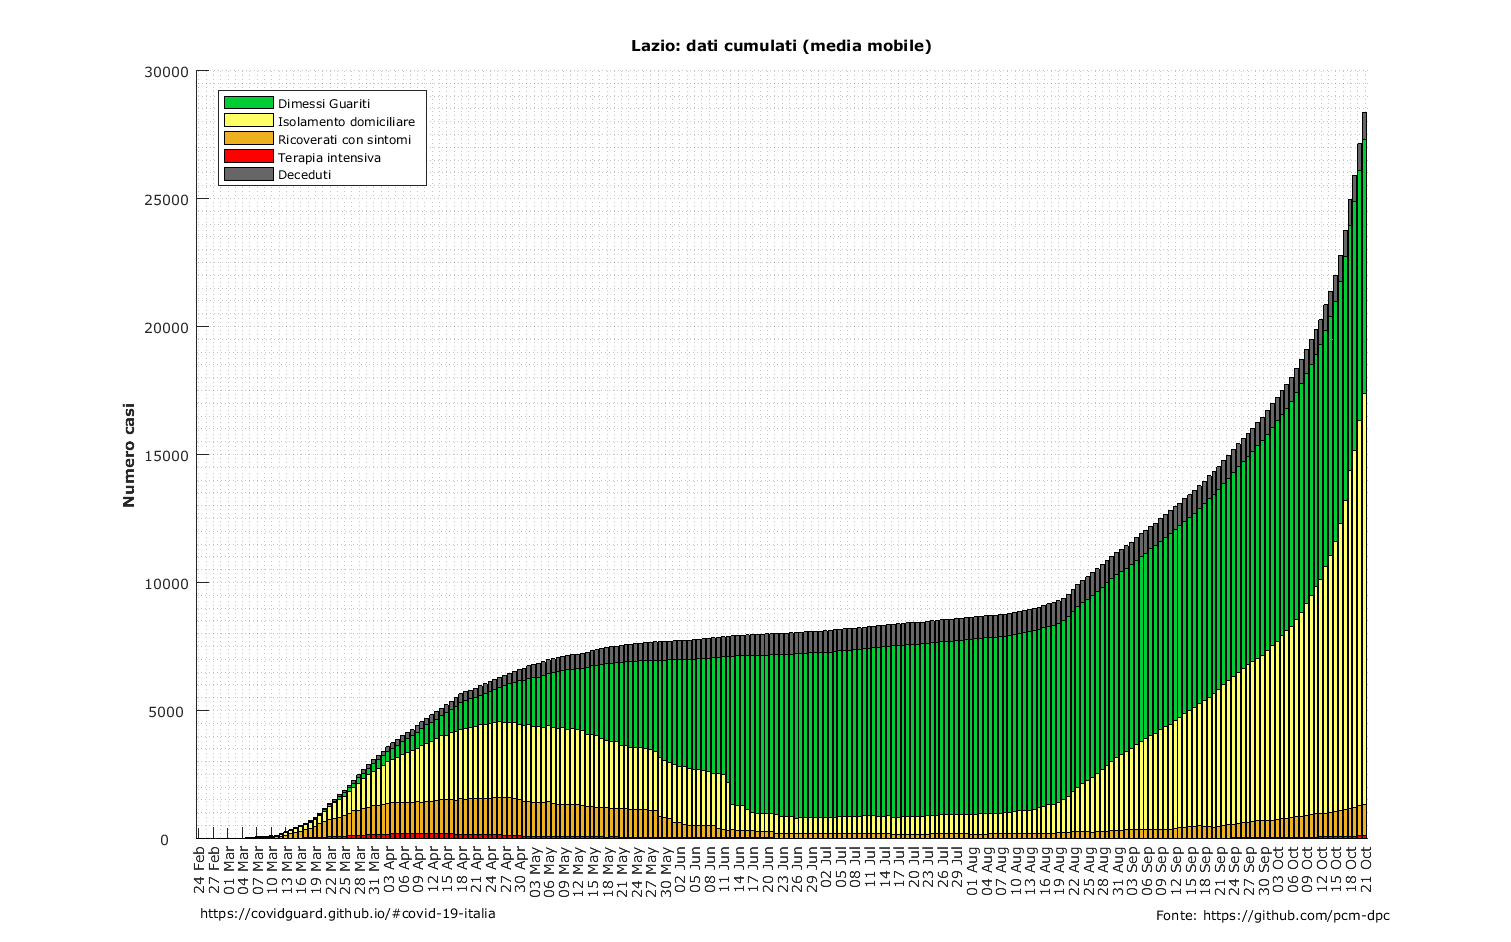 Lazio: dati cumulati (media mobile)
30000
25000
20000
15000
10000
5000
0
Numero casi
Dimessi Guariti
Isolamento domiciliare
Ricoverati con sintomi
Terapia intensiva
Deceduti
24 Feb
27 Feb
01 Mar
04 Mar
07 Mar
10 Mar
13 Mar
16 Mar
19 Mar
22 Mar
25 Mar
28 Mar
31 Mar
03 Apr
06 Apr
09 Apr
12 Apr
15 Apr
18 Apr
21 Apr
24 Apr
27 Apr
30 Apr
03 May
06 May
09 May
12 May
15 May
18 May
21 May
24 May
27 May
30 May
02 Jun
05 Jun
08 Jun
11 Jun
14 Jun
17 Jun
20 Jun
23 Jun
26 Jun
29 Jun
02 Jul
05 Jul
08 Jul
11 Jul
14 Jul
17 Jul
20 Jul
23 Jul
26 Jul
29 Jul
01 Aug
04 Aug
07 Aug
10 Aug
13 Aug
16 Aug
19 Aug
22 Aug
25 Aug
28 Aug
31 Aug
03 Sep
06 Sep
09 Sep
12 Sep
15 Sep
18 Sep
21 Sep
24 Sep
27 Sep
30 Sep
03 Oct
06 Oct
09 Oct
12 Oct
15 Oct
18 Oct
21 Oct
https://covidguard.github.io/#covid-19-italia
Fonte: https://github.com/pcm-dpc